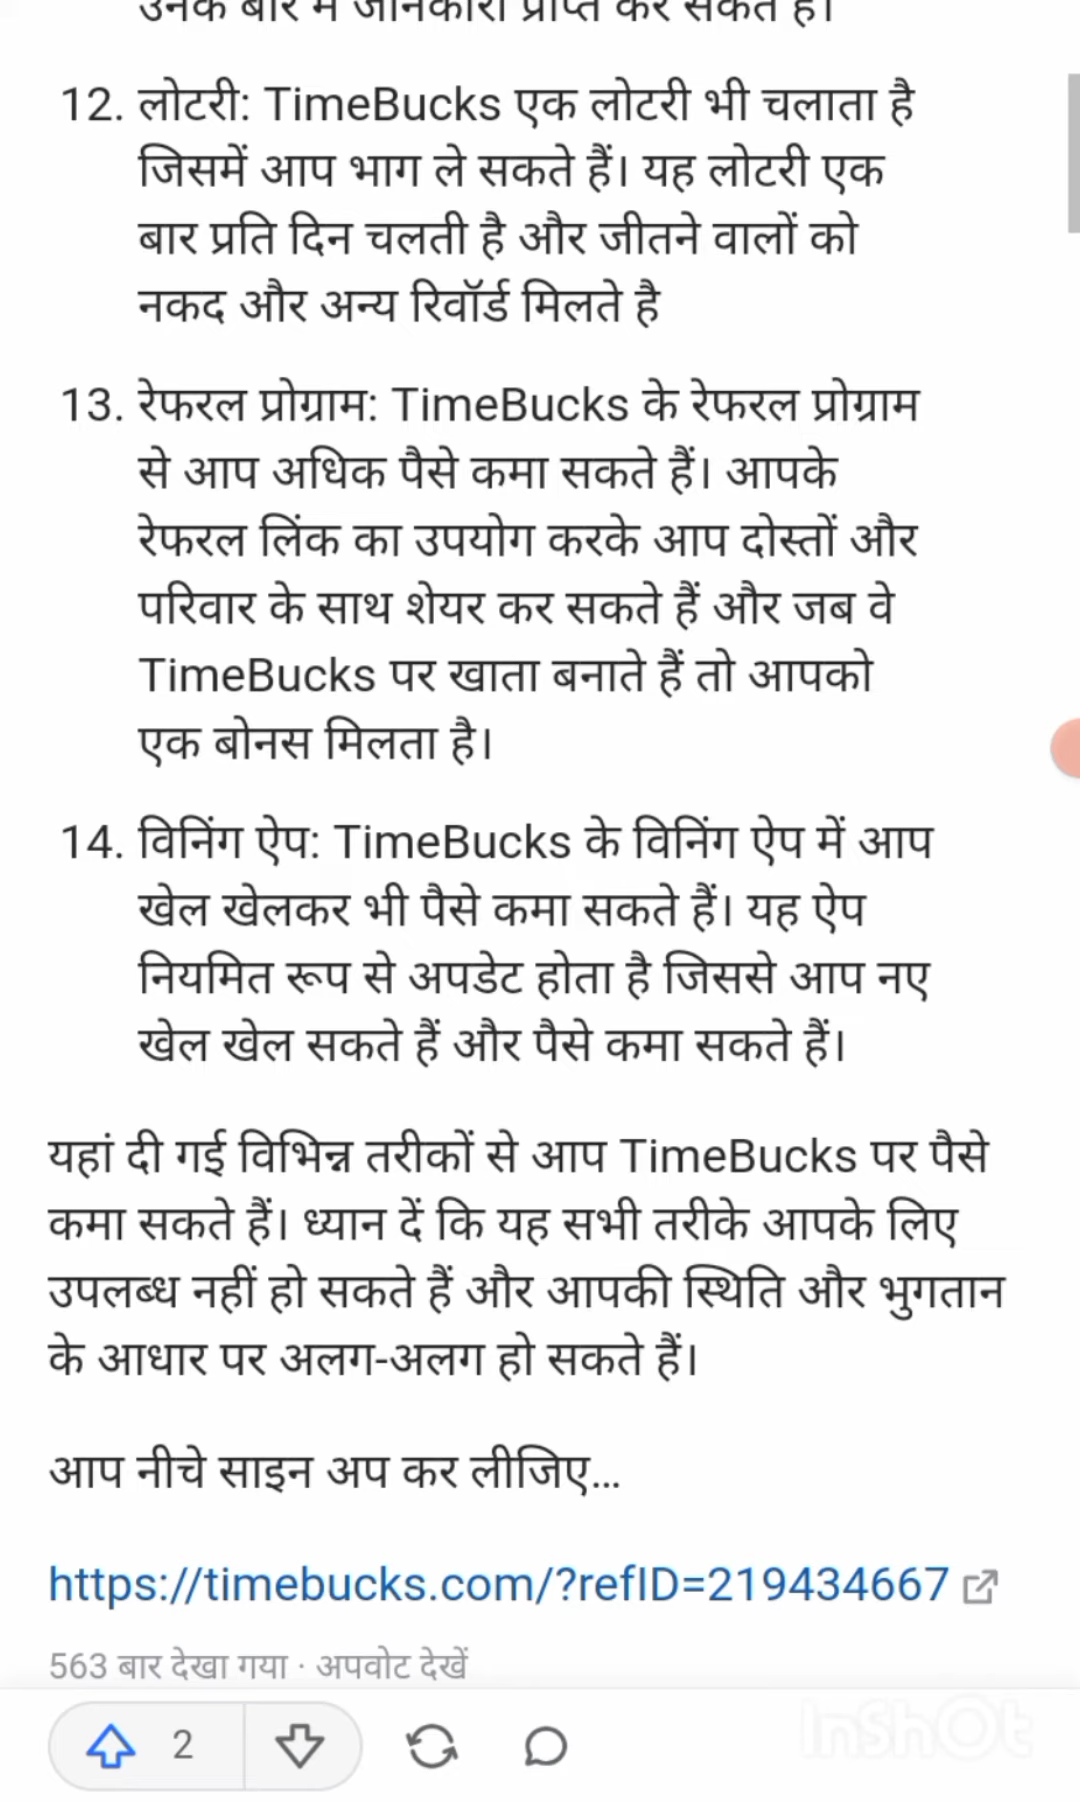 उनके बारे में जानकारी प्राप्त कर सकते हैं।
12. लोटरी: TimeBucks एक लोटरी भी चलाता है
जिसमें आप भाग ले सकते हैं। यह लोटरी एक
बार प्रति दिन चलती है और जीतने वालों को
नकद और अन्य रिवॉर्ड मिलते है
13. रेफरल प्रोग्राम: TimeBucks के रेफरल प्रोग्राम
से आप अधिक पैसे कमा सकते हैं। आपके
रेफरल लिंक का उपयोग करके आप दोस्तों और
परिवार के साथ शेयर कर सकते हैं और जब वे
TimeBucks पर खाता बनाते हैं तो आपको
एक बोनस मिलता है।
14. विनिंग ऐप: TimeBucks के विनिंग ऐप में आप
खेल खेलकर भी पैसे कमा सकते हैं। यह ऐप
नियमित रूप से अपडेट होता है जिससे आप नए
खेल खेल सकते हैं और पैसे कमा सकते हैं।
यहां दी गई विभिन्न तरीकों से आप TimeBucks पर पैसे
कमा सकते हैं। ध्यान दें कि यह सभी तरीके आपके लिए
उपलब्ध नहीं हो सकते हैं और आपकी स्थिति और भुगतान
के आधार पर अलग-अलग हो सकते हैं।
आप नीचे साइन अप कर लीजिए...
https://timebucks.com/?refID=219434667
563 बार देखा गया · अपवोट देखें
2
InShOt